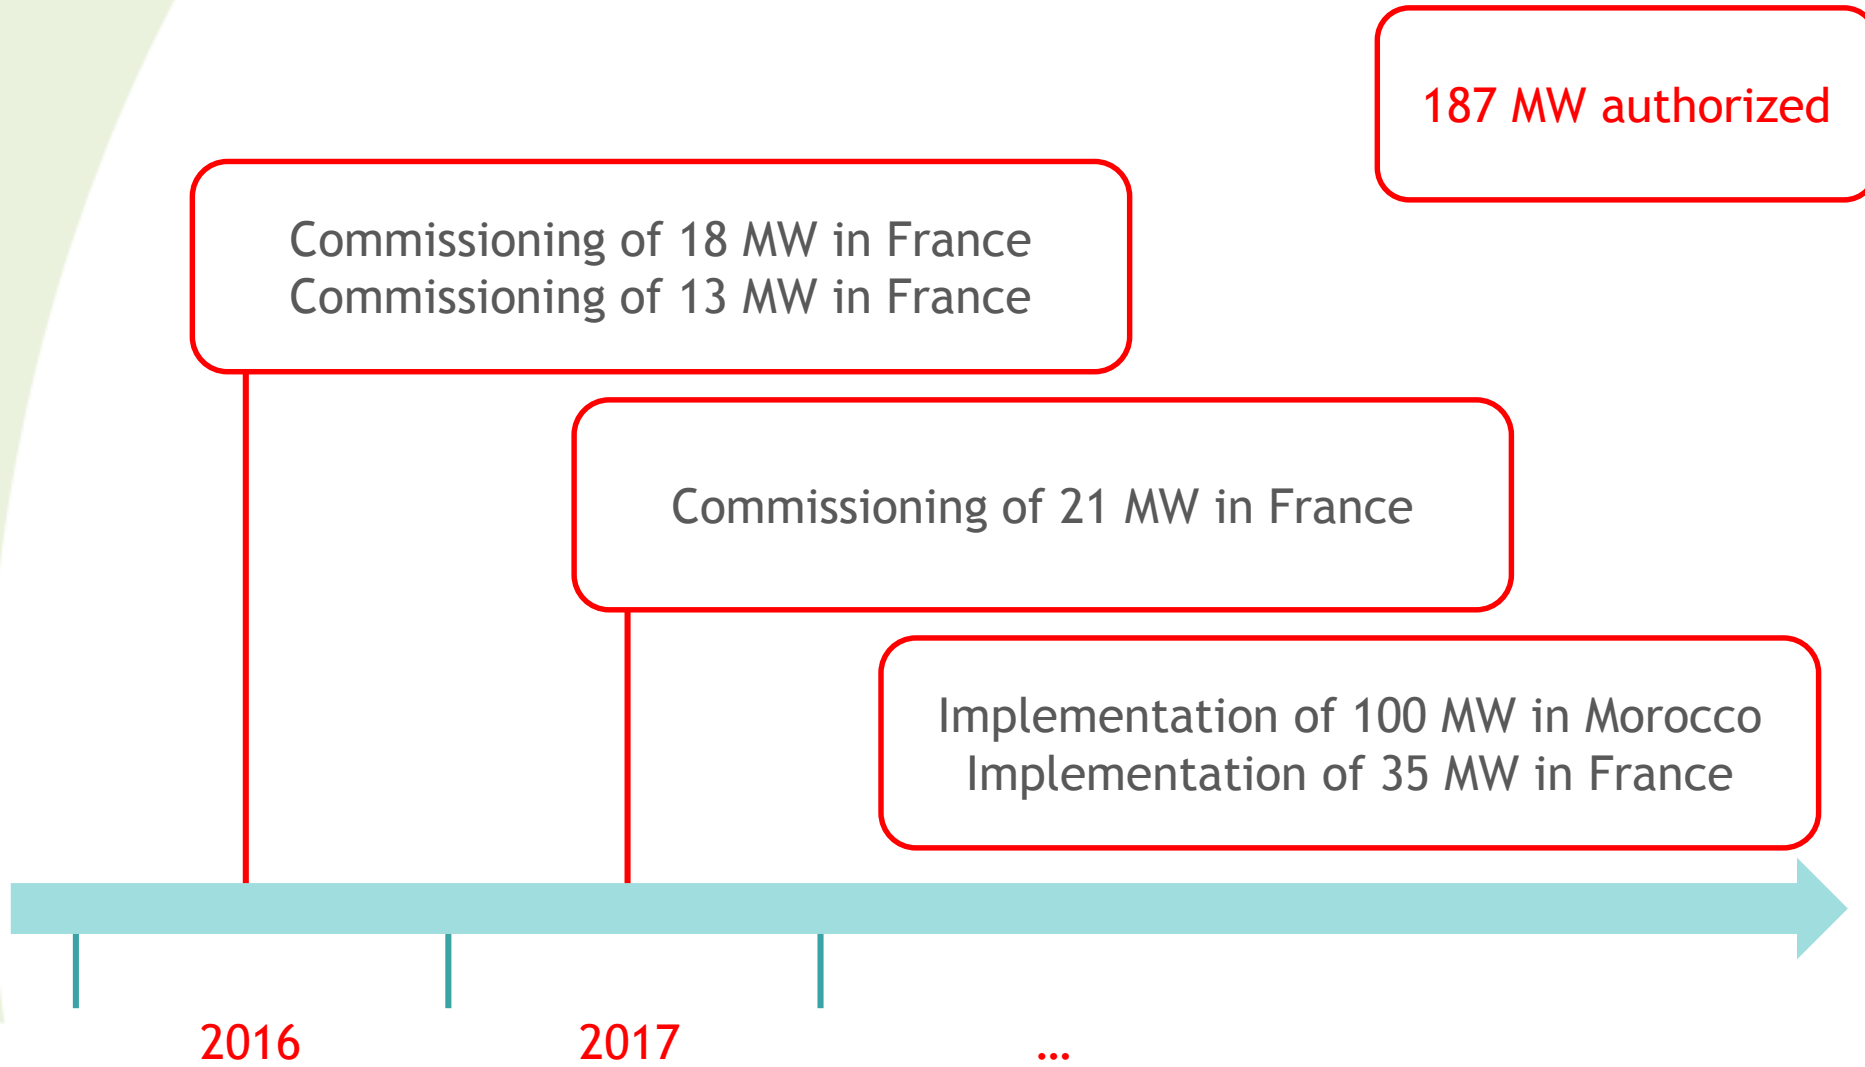 187 MW authorized
Commissioning of 18 MW in France
Commissioning of 13 MW in France
Commissioning of 21 MW in France
Implementation of 100 MW in Morocco
Implementation of 35 MW in France
2016
2017
...